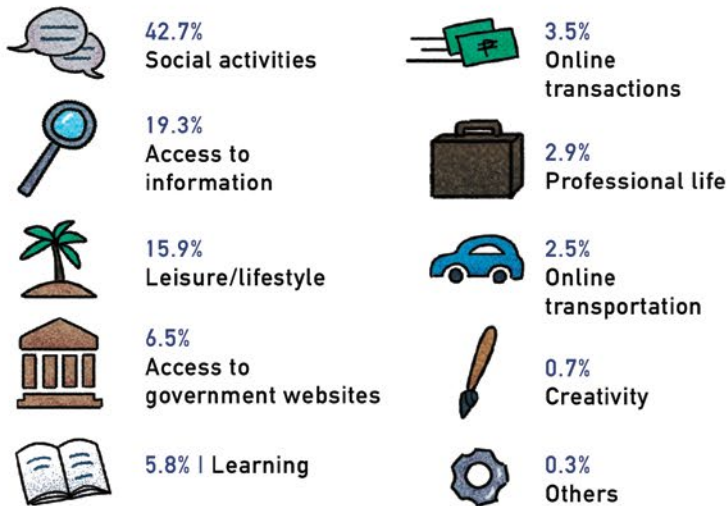 42.7%
Social activities
19.3%
Access to
information
15.9%
Leisure/lifestyle
6.5%
Access to
government websites
5.8% | Learning
₱
3.5%
Online
transactions
2.9%
Professional life
2.5%
Online
transportation
0.7%
Creativity
0.3%
Others